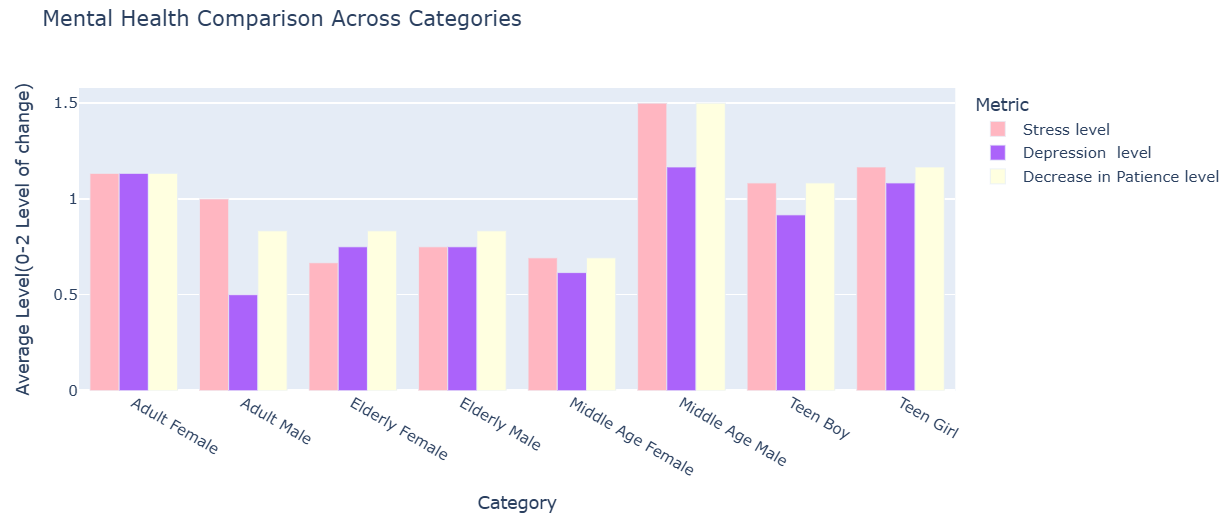 Mental Health Comparison Across Categories
Average Level(0-2 Level of change)
1.5
1
0.5
0
Adult Female
Adult Male
Elderly Female
Elderly Male
Middle Age Female
Middle Age Male
Teen Boy
Teen Girl
Category
Metric
Stress level
Depression  level
Decrease in Patience level